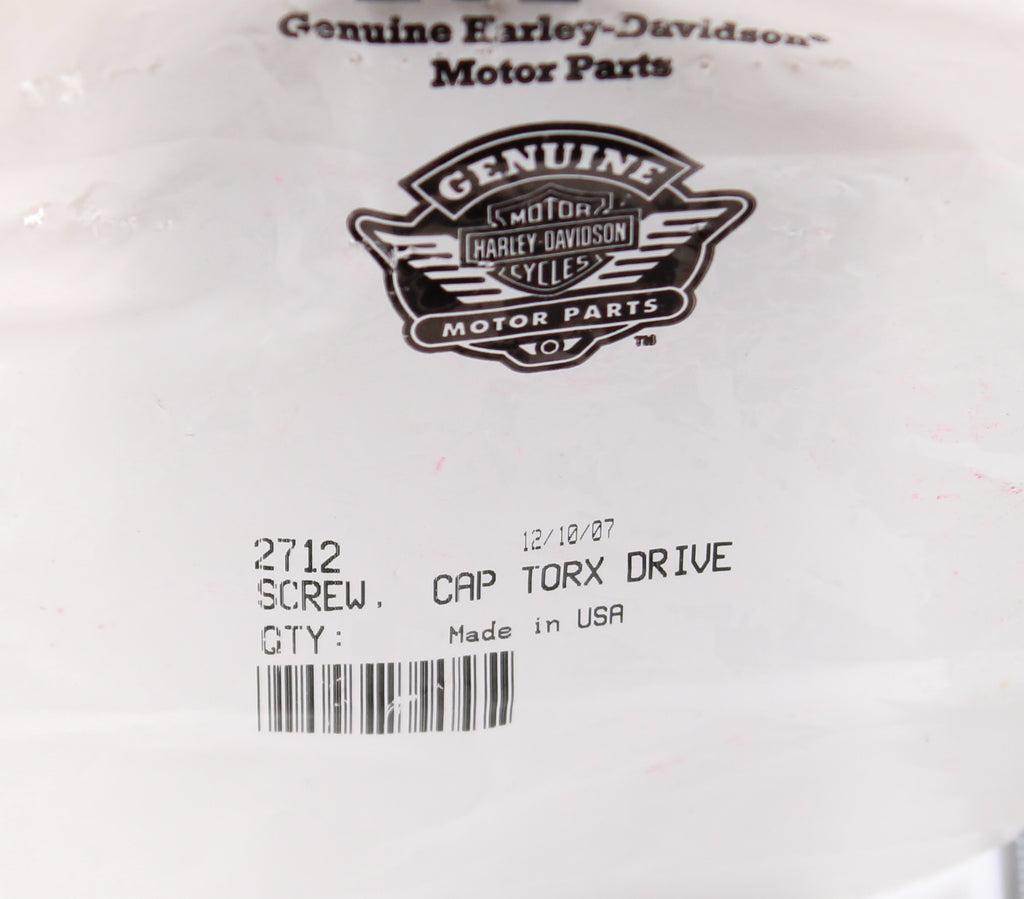 Genuine Harley-Davidson
Motor Parts
GENUINE
MOTOR
HARLEY-DAVIDSON
CYCLES
MOTOR PARTS
TM
12/10/07
2712
SCREW, CAP TORX DRIVE
QTY: Made in USA